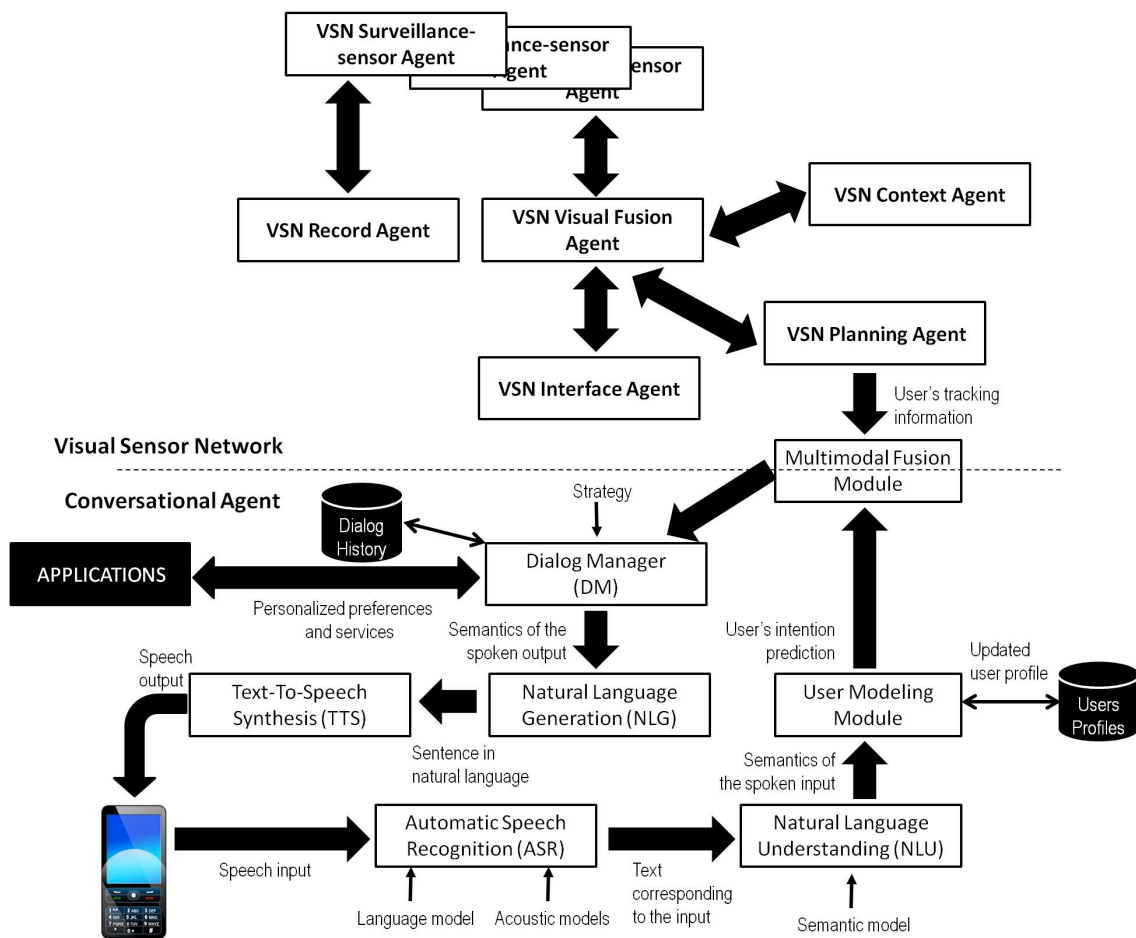 VSN Surveillance-
sensor Agent
ance-sensor
Agent
ensor
Agent
VSN Record Agent
VSN Visual Fusion
Agent
VSN Context Agent
VSN Planning Agent
VSN Interface Agent
User's tracking
information
Visual Sensor Network
Multimodal Fusion
Module
Conversational Agent
Strategy
Dialog
History
APPLICATIONS
Dialog Manager
(DM)
Personalized preferences
and services
Semantics of the
spoken output
User's intention
prediction
Speech
output
Updated
user profile
Text-To-Speech
Synthesis (TTS)
Natural Language
Generation (NLG)
User Modeling
Module
Users
Profiles
Sentence in
natural language
Semantics of
the spoken input
Automatic Speech
Recognition (ASR)
Natural Language
Understanding (NLU)
Speech input
Text
corresponding
to the input
Language model
Acoustic models
Semantic model